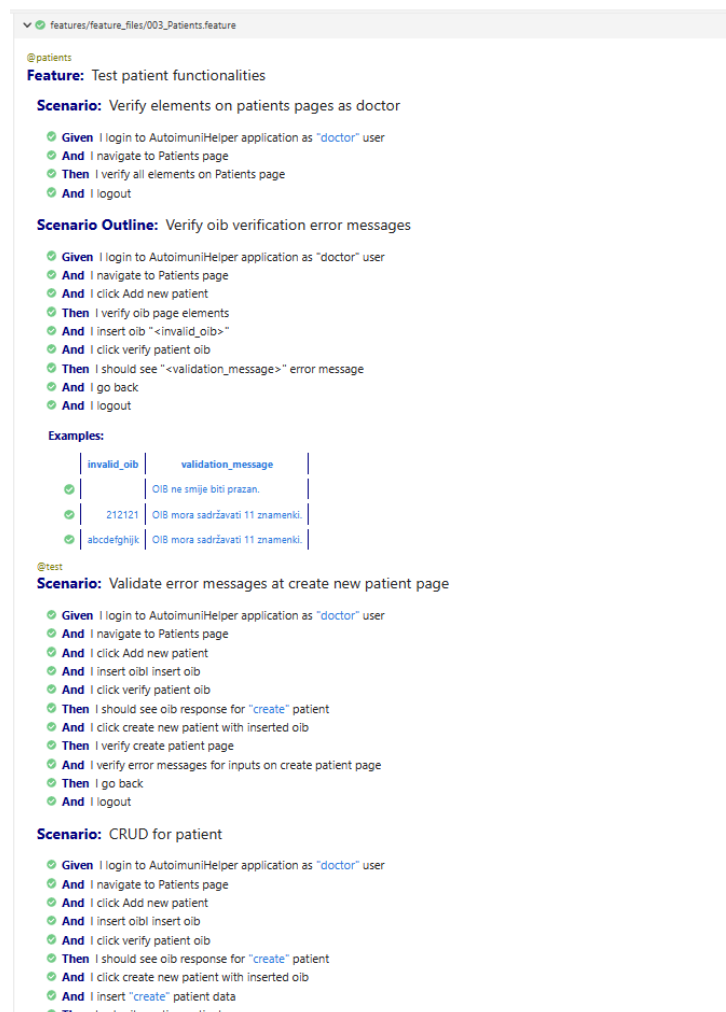 features/feature_files/003_Patients.feature
@patients
Feature: Test patient functionalities
Scenario: Verify elements on patients pages as doctor
Given I login to AutoimuniHelper application as "doctor" user
And I navigate to Patients page
Then I verify all elements on Patients page
And I logout
Scenario Outline: Verify oib verification error messages
Given I login to AutoimuniHelper application as "doctor" user
And I navigate to Patients page
And I click Add new patient
Then I verify oib page elements
And I insert oib "<invalid_oib>"
And I click verify patient oib
Then I should see "<validation_message>" error message
And I go back
And I logout
Examples:
invalid_oib validation_message
OIB ne smije biti prazan.
212121 OIB mora sadržavati 11 znamenki.
abcdefghijk OIB mora sadržavati 11 znamenki.
@test
Scenario: Validate error messages at create new patient page
Given I login to AutoimuniHelper application as "doctor" user
And I navigate to Patients page
And I click Add new patient
And I insert oibI insert oib
And I click verify patient oib
Then I should see oib response for "create" patient
And I click create new patient with inserted oib
Then I verify create patient page
And I verify error messages for inputs on create patient page
Then I go back
And I logout
Scenario: CRUD for patient
Given I login to AutoimuniHelper application as "doctor" user
And I navigate to Patients page
And I click Add new patient
And I insert oibI insert oib
And I click verify patient oib
Then I should see oib response for "create" patient
And I click create new patient with inserted oib
And I insert "create" patient data